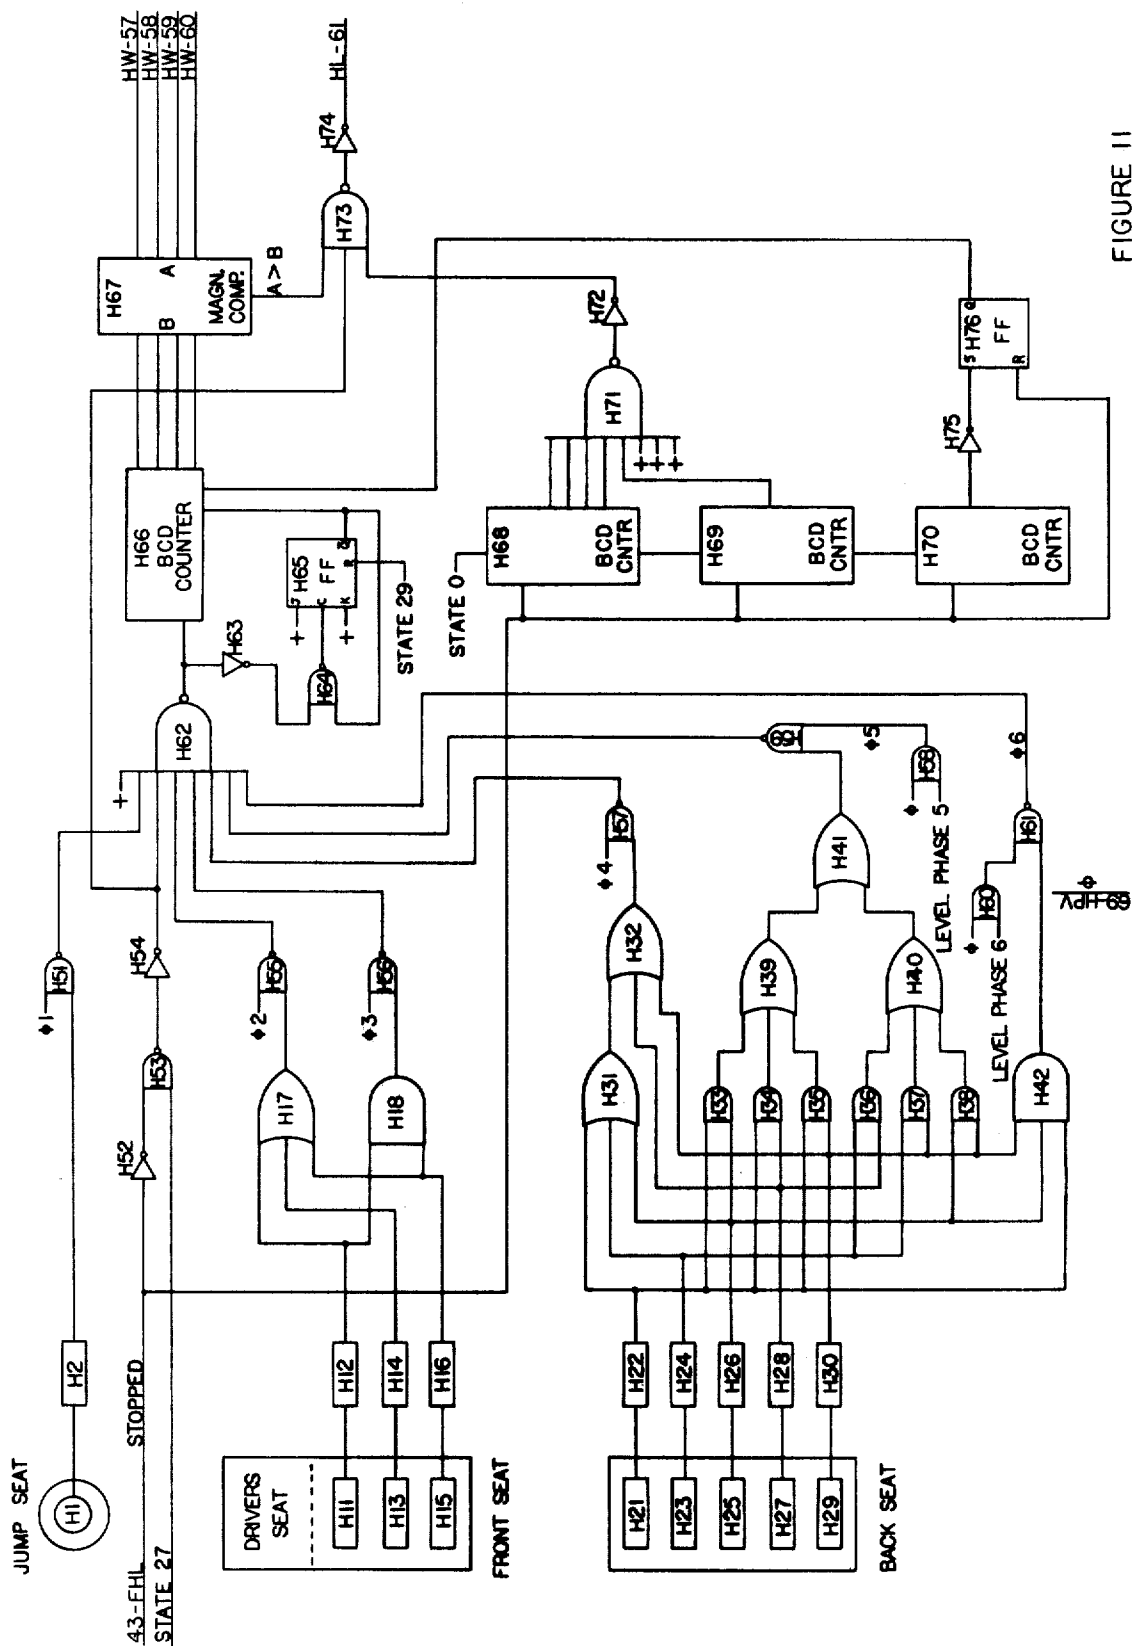 JUMP SEAT
H1
H2
43-FHL
STOPPED
STATE 27
DRIVERS
SEAT
H11
H13
H15
FRONT SEAT
H12
H14
H16
BACK SEAT
H21
H23
H25
H27
H29
H22
H24
H26
H28
H30
H52
H53
H54
ϕ1
H51
H17
H18
ϕ2
H55
ϕ3
H56
H31
H32
H33
H34
H35
H36
H37
H38
H39
H40
H41
H42
ϕ4
H57
H59
ϕ5
ϕ
H58
LEVEL PHASE 5
ϕ
H60
LEVEL PHASE 6
H61
ϕ6
69-HPV
ϕ
+
H62
H63
H64
+
J
C
K
+
H65
FF
Q
R
STATE 29
H66
BCD
COUNTER
H67
B
A
MAGN.
COMP.
A > B
HW-57
HW-58
HW-59
HW-60
STATE 0
H68
BCD
CNTR
H69
BCD
CNTR
H70
BCD
CNTR
+
+
+
H71
H72
H73
H74
HL-61
H75
S
H76
Q
FF
R
FIGURE 11